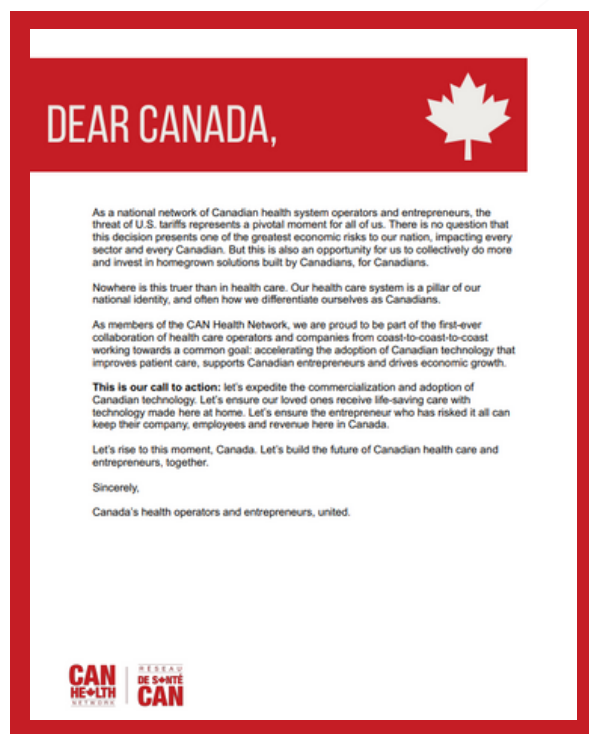 DEAR CANADA,
As a national network of Canadian health system operators and entrepreneurs, the
threat of U.S. tariffs represents a pivotal moment for all of us. There is no question that
this decision presents one of the greatest economic risks to our nation, impacting every
sector and every Canadian. But this is also an opportunity for us to collectively do more
and invest in homegrown solutions built by Canadians, for Canadians.
Nowhere is this truer than in health care. Our health care system is a pillar of our
national identity, and often how we differentiate ourselves as Canadians.
As members of the CAN Health Network, we are proud to be part of the first-ever
collaboration of health care operators and companies from coast-to-coast-to-coast
working towards a common goal: accelerating the adoption of Canadian technology that
improves patient care, supports Canadian entrepreneurs and drives economic growth.
This is our call to action: let's expedite the commercialization and adoption of
Canadian technology. Let's ensure our loved ones receive life-saving care with
technology made here at home. Let's ensure the entrepreneur who has risked it all can
keep their company, employees and revenue here in Canada.
Let's rise to this moment, Canada. Let's build the future of Canadian health care and
entrepreneurs, together.
Sincerely,
Canada's health operators and entrepreneurs, united.
CAN
HEALTH
NETWORK
RÉSEAU
DE SANTÉ
CAN